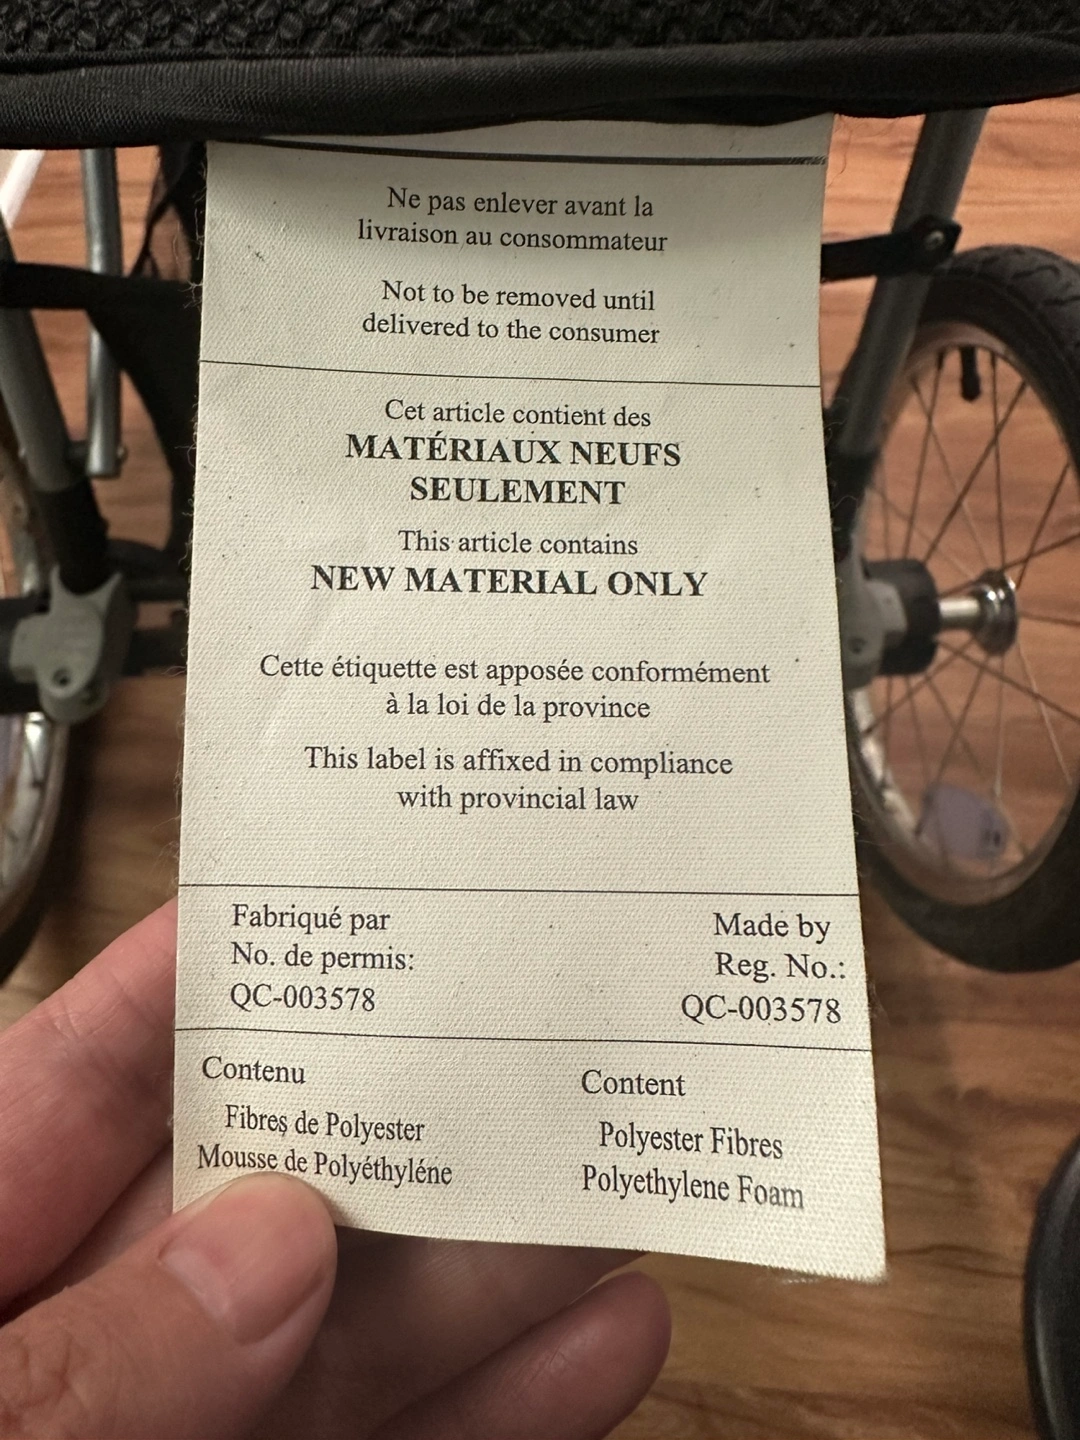 Ne pas enlever avant la
livraison au consommateur
Not to be removed until
delivered to the consumer
Cet article contient des
MATÉRIAUX NEUFS
SEULEMENT
This article contains
NEW MATERIAL ONLY
Cette étiquette est apposée conformément
à la loi de la province
This label is affixed in compliance
with provincial law
Fabriqué par
No. de permis:
QC-003578
Made by
Reg. No.:
QC-003578
Contenu
Fibres de Polyester
Mousse de Polyéthyléne
Content
Polyester Fibres
Polyethylene Foam